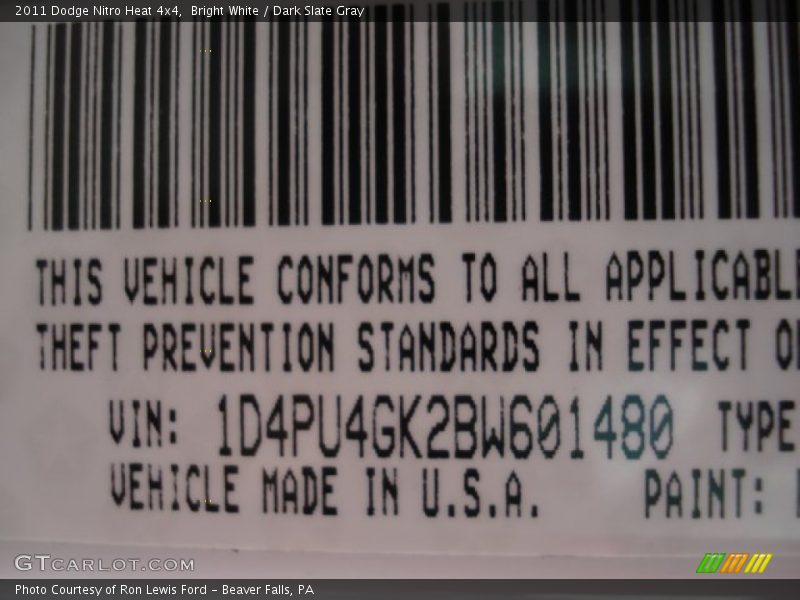 2011 Dodge Nitro Heat 4x4, Bright White / Dark Slate Gray
THIS VEHICLE CONFORMS TO ALL APPLICABLE
THEFT PREVENTION STANDARDS IN EFFECT
VIN: 1D4PU4GK2BW601480 TYPE
VEHICLE MADE IN U.S.A. PAINT:
GTCARLOT.COM
Photo Courtesy of Ron Lewis Ford - Beaver Falls, PA